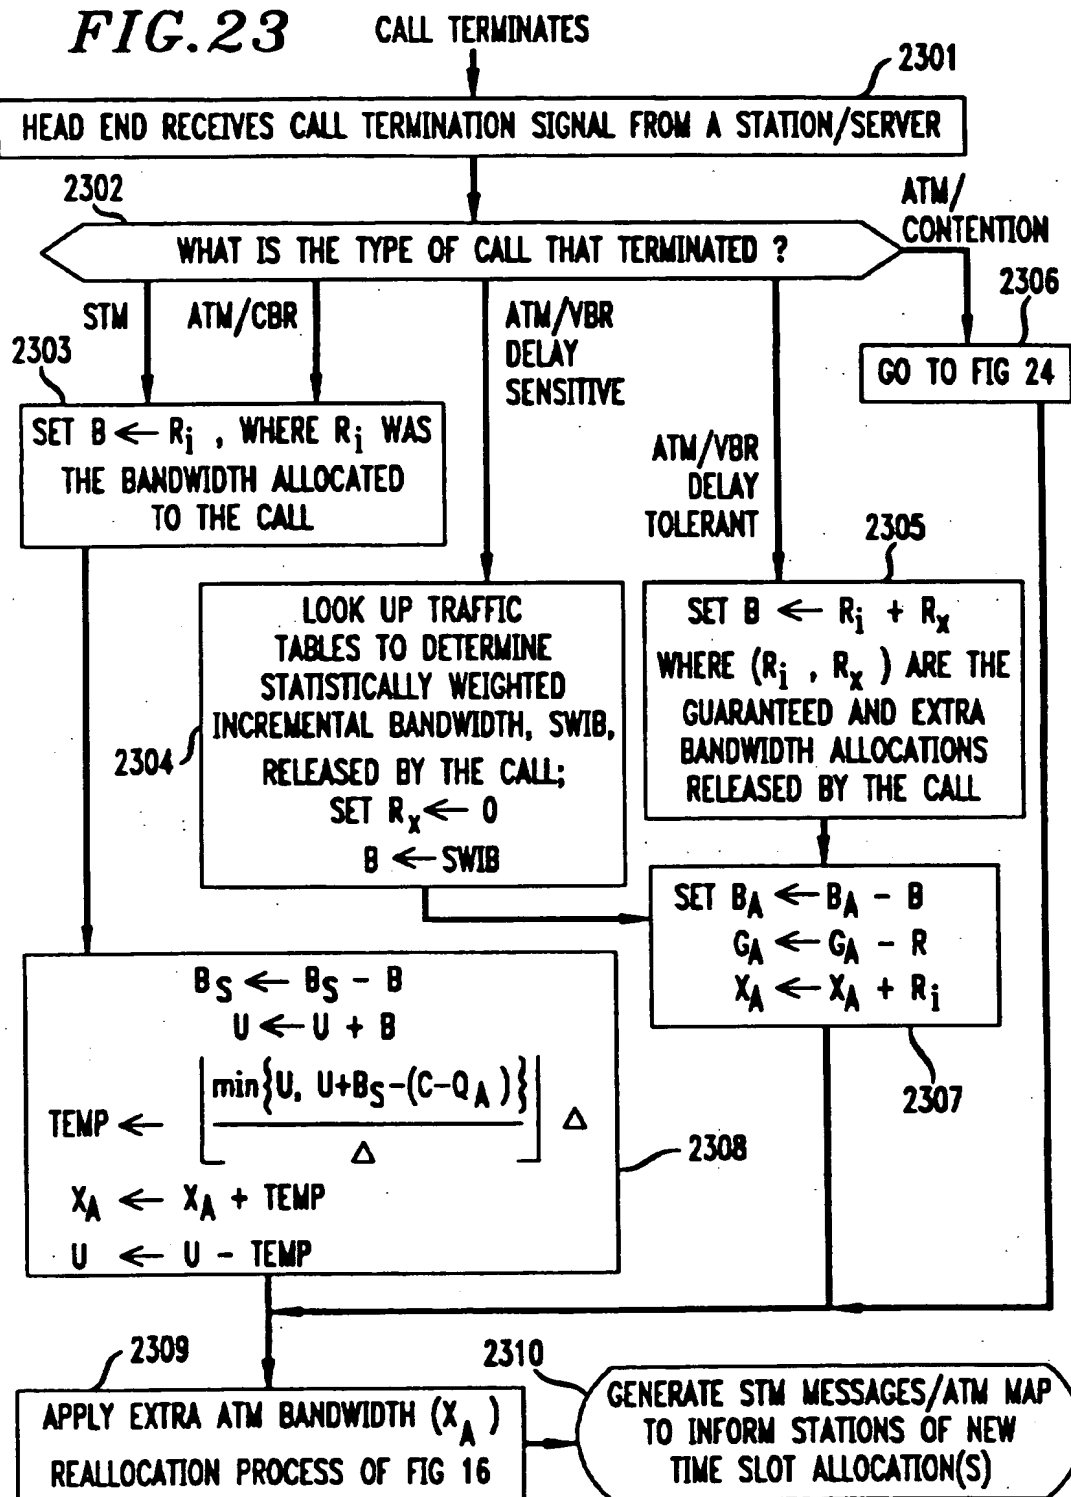 FIG.23
CALL TERMINATES
2301
HEAD END RECEIVES CALL TERMINATION SIGNAL FROM A STATION/SERVER
2302
WHAT IS THE TYPE OF CALL THAT TERMINATED ?
ATM/
CONTENTION
2306
GO TO FIG 24
STM
ATM/CBR
ATM/VBR
DELAY
SENSITIVE
ATM/VBR
DELAY
TOLERANT
2303
SET B ← Ri , WHERE Ri WAS
THE BANDWIDTH ALLOCATED
TO THE CALL
2304
LOOK UP TRAFFIC
TABLES TO DETERMINE
STATISTICALLY WEIGHTED
INCREMENTAL BANDWIDTH, SWIB,
RELEASED BY THE CALL;
SET Rx ← 0
B ← SWIB
2305
SET B ← Ri + Rx
WHERE (Ri , Rx ) ARE THE
GUARANTEED AND EXTRA
BANDWIDTH ALLOCATIONS
RELEASED BY THE CALL
SET BA ← BA - B
GA ← GA - R
XA ← XA + Ri
2307
BS ← BS - B
U ← U + B
TEMP ← ⌊min{U, U+BS-(C-QA)}/Δ⌋ Δ
XA ← XA + TEMP
U ← U - TEMP
2308
2309
APPLY EXTRA ATM BANDWIDTH (XA)
REALLOCATION PROCESS OF FIG 16
2310
GENERATE STM MESSAGES/ATM MAP
TO INFORM STATIONS OF NEW
TIME SLOT ALLOCATION(S)